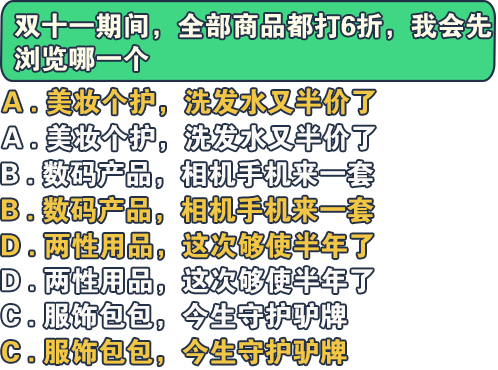 双十一期间，全部商品都打6折，我会先
浏览哪一个
A．美妆个护，洗发水又半价了
A．美妆个护，洗发水又半价了
B．数码产品，相机手机来一套
B．数码产品，相机手机来一套
D．两性用品，这次够使半年了
D．两性用品，这次够使半年了
C．服饰包包，今生守护驴牌
C．服饰包包，今生守护驴牌